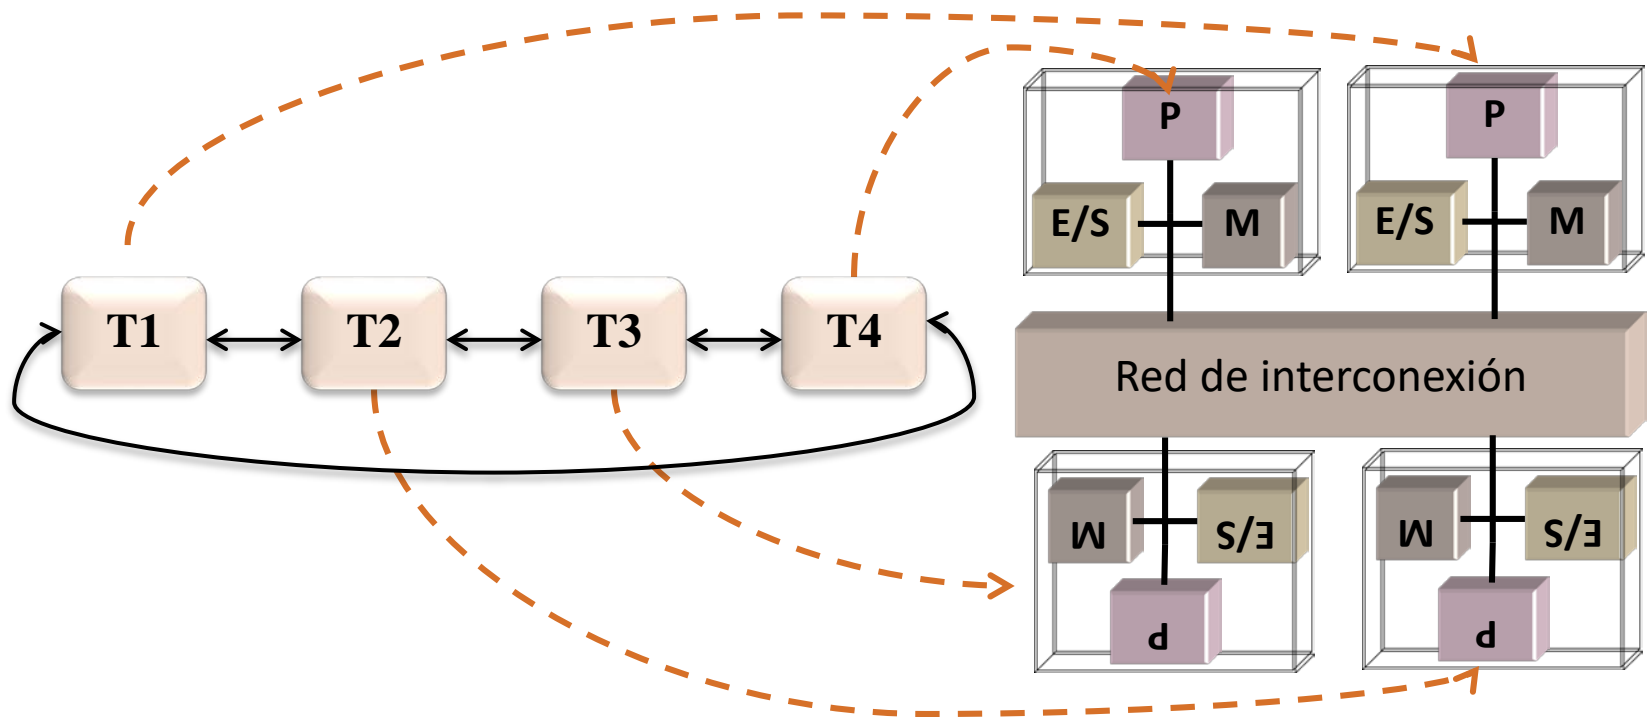 P
P
E/S
M
E/S
M
T1
T2
T3
T4
Red de interconexión
M
E/S
M
E/S
P
P